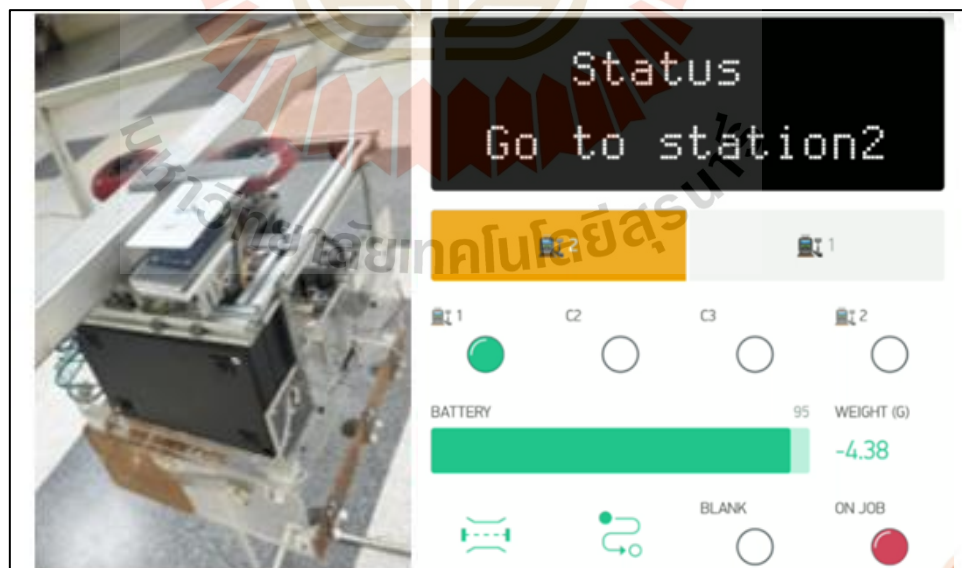 Status
Go to station2
2
1
1
C2
C3
2
BATTERY
95
WEIGHT (G)
-4.38
BLANK
ON JOB
มหาวิทยาลัยเทคโนโลยีสุรนารี